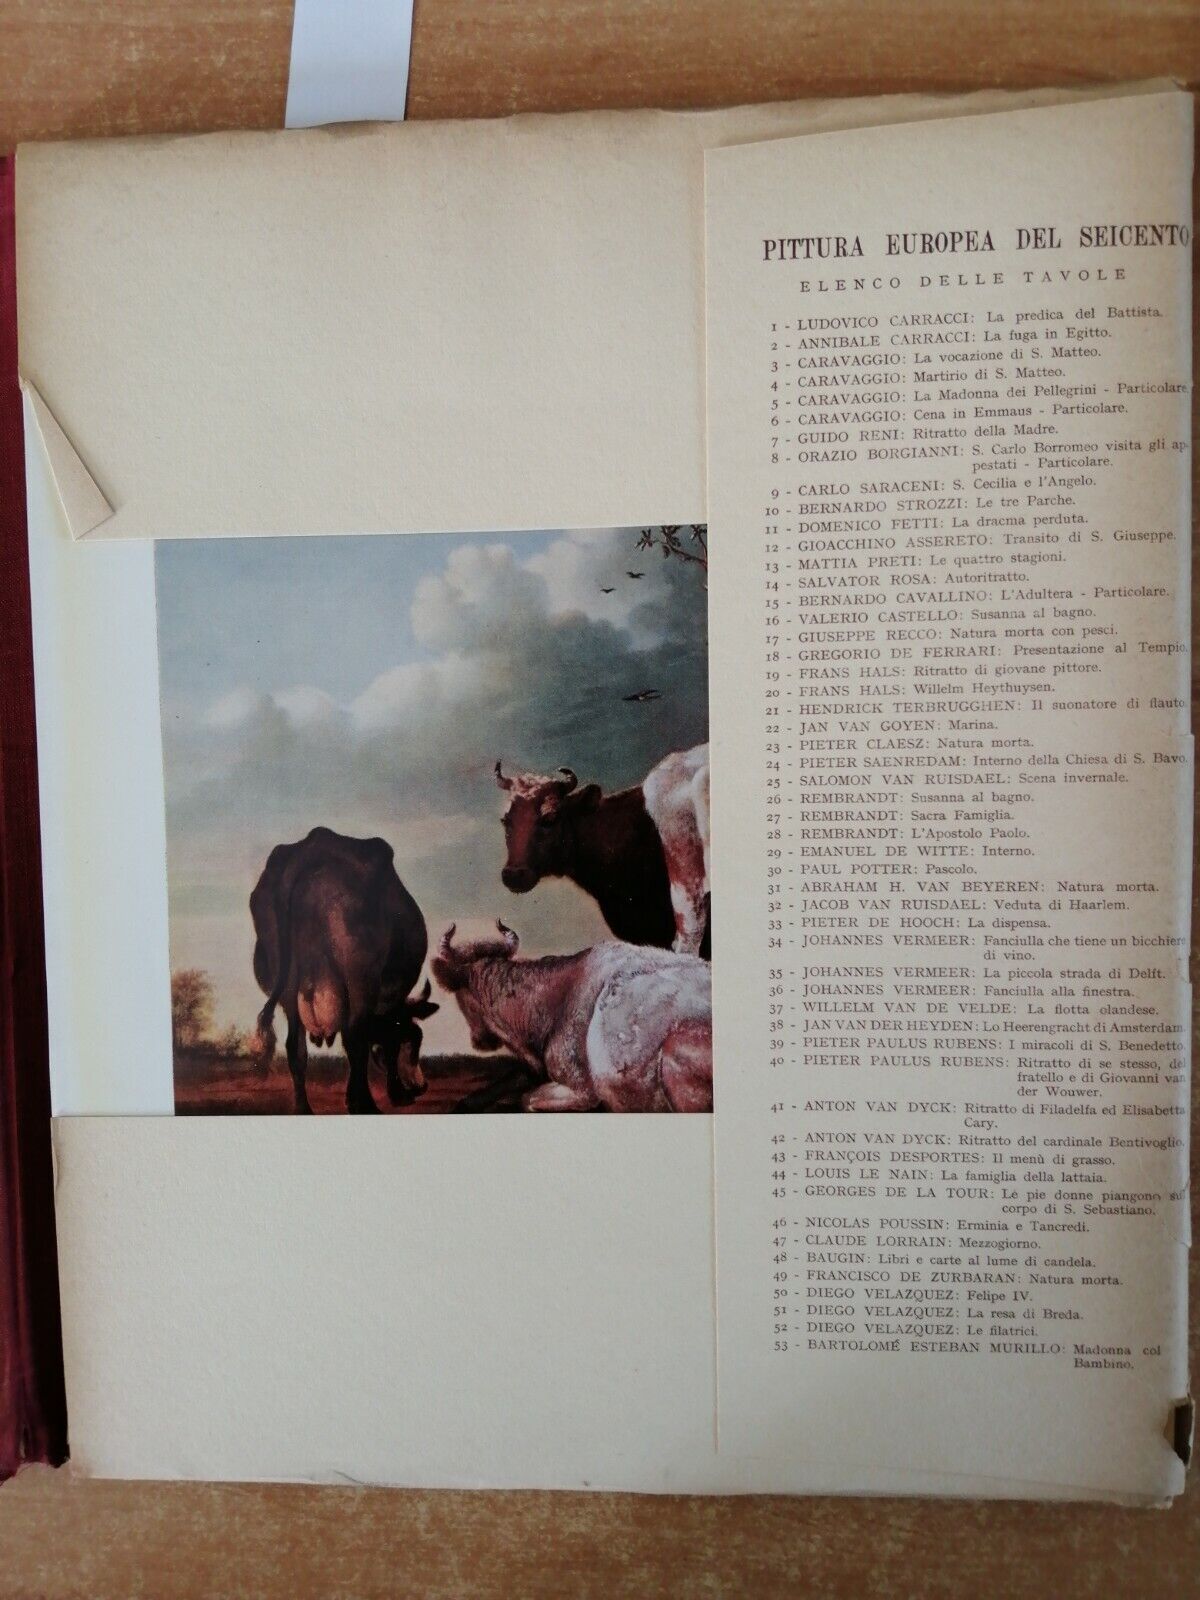 PITTURA EUROPEA DEL SEICENTO
ELENCO DELLE TAVOLE
1 - LUDOVICO CARRACCI: La predica del Battista.
2 - ANNIBALE CARRACCI: La fuga in Egitto.
3 - CARAVAGGIO: La vocazione di S. Matteo.
4 - CARAVAGGIO: Martirio di S. Matteo.
5 - CARAVAGGIO: La Madonna dei Pellegrini - Particolare.
6 - CARAVAGGIO: Cena in Emmaus - Particolare.
7 - GUIDO RENI: Ritratto della Madre.
8 - ORAZIO BORGIANNI: S. Carlo Borromeo visita gli ap-
pestati - Particolare.
9 - CARLO SARACENI: S. Cecilia e l'Angelo.
10 - BERNARDO STROZZI: Le tre Parche.
11 - DOMENICO FETTI: La dracma perduta.
12 - GIOACCHINO ASSERETO: Transito di S. Giuseppe.
13 - MATTIA PRETI: Le quattro stagioni.
14 - SALVATOR ROSA: Autoritratto.
15 - BERNARDO CAVALLINO: L'Adultera - Particolare.
16 - VALERIO CASTELLO: Susanna al bagno.
17 - GIUSEPPE RECCO: Natura morta con pesci.
18 - GREGORIO DE FERRARI: Presentazione al Tempio.
19 - FRANS HALS: Ritratto di giovane pittore.
20 - FRANS HALS: Willelm Heythuysen.
21 - HENDRICK TERBRUGGHEN: Il suonatore di flauto.
22 - JAN VAN GOYEN: Marina.
23 - PIETER CLAESZ: Natura morta.
24 - PIETER SAENREDAM: Interno della Chiesa di S. Bavo.
25 - SALOMON VAN RUISDAEL: Scena invernale.
26 - REMBRANDT: Susanna al bagno.
27 - REMBRANDT: Sacra Famiglia.
28 - REMBRANDT: L'Apostolo Paolo.
29 - EMANUEL DE WITTE: Interno.
30 - PAUL POTTER: Pascolo.
31 - ABRAHAM H. VAN BEYEREN: Natura morta.
32 - JACOB VAN RUISDAEL: Veduta di Haarlem.
33 - PIETER DE HOOCH: La dispensa.
34 - JOHANNES VERMEER: Fanciulla che tiene un bicchiere
di vino.
35 - JOHANNES VERMEER: La piccola strada di Delft.
36 - JOHANNES VERMEER: Fanciulla alla finestra.
37 - WILLELM VAN DE VELDE: La flotta olandese.
38 - JAN VAN DER HEYDEN: Lo Heerengracht di Amsterdam.
39 - PIETER PAULUS RUBENS: I miracoli di S. Benedetto.
40 - PIETER PAULUS RUBENS: Ritratto di se stesso, del
fratello e di Giovanni van
der Wouwer.
41 - ANTON VAN DYCK: Ritratto di Filadelfa ed Elisabetta
Cary.
42 - ANTON VAN DYCK: Ritratto del cardinale Bentivoglio.
43 - FRANÇOIS DESPORTES: Il menù di grasso.
44 - LOUIS LE NAIN: La famiglia della lattaia.
45 - GEORGES DE LA TOUR: Le pie donne piangono sul
corpo di S. Sebastiano.
46 - NICOLAS POUSSIN: Erminia e Tancredi.
47 - CLAUDE LORRAIN: Mezzogiorno.
48 - BAUGIN: Libri e carte al lume di candela.
49 - FRANCISCO DE ZURBARAN: Natura morta.
50 - DIEGO VELAZQUEZ: Felipe IV.
51 - DIEGO VELAZQUEZ: La resa di Breda.
52 - DIEGO VELAZQUEZ: Le filatrici.
53 - BARTOLOMÉ ESTEBAN MURILLO: Madonna col
Bambino.